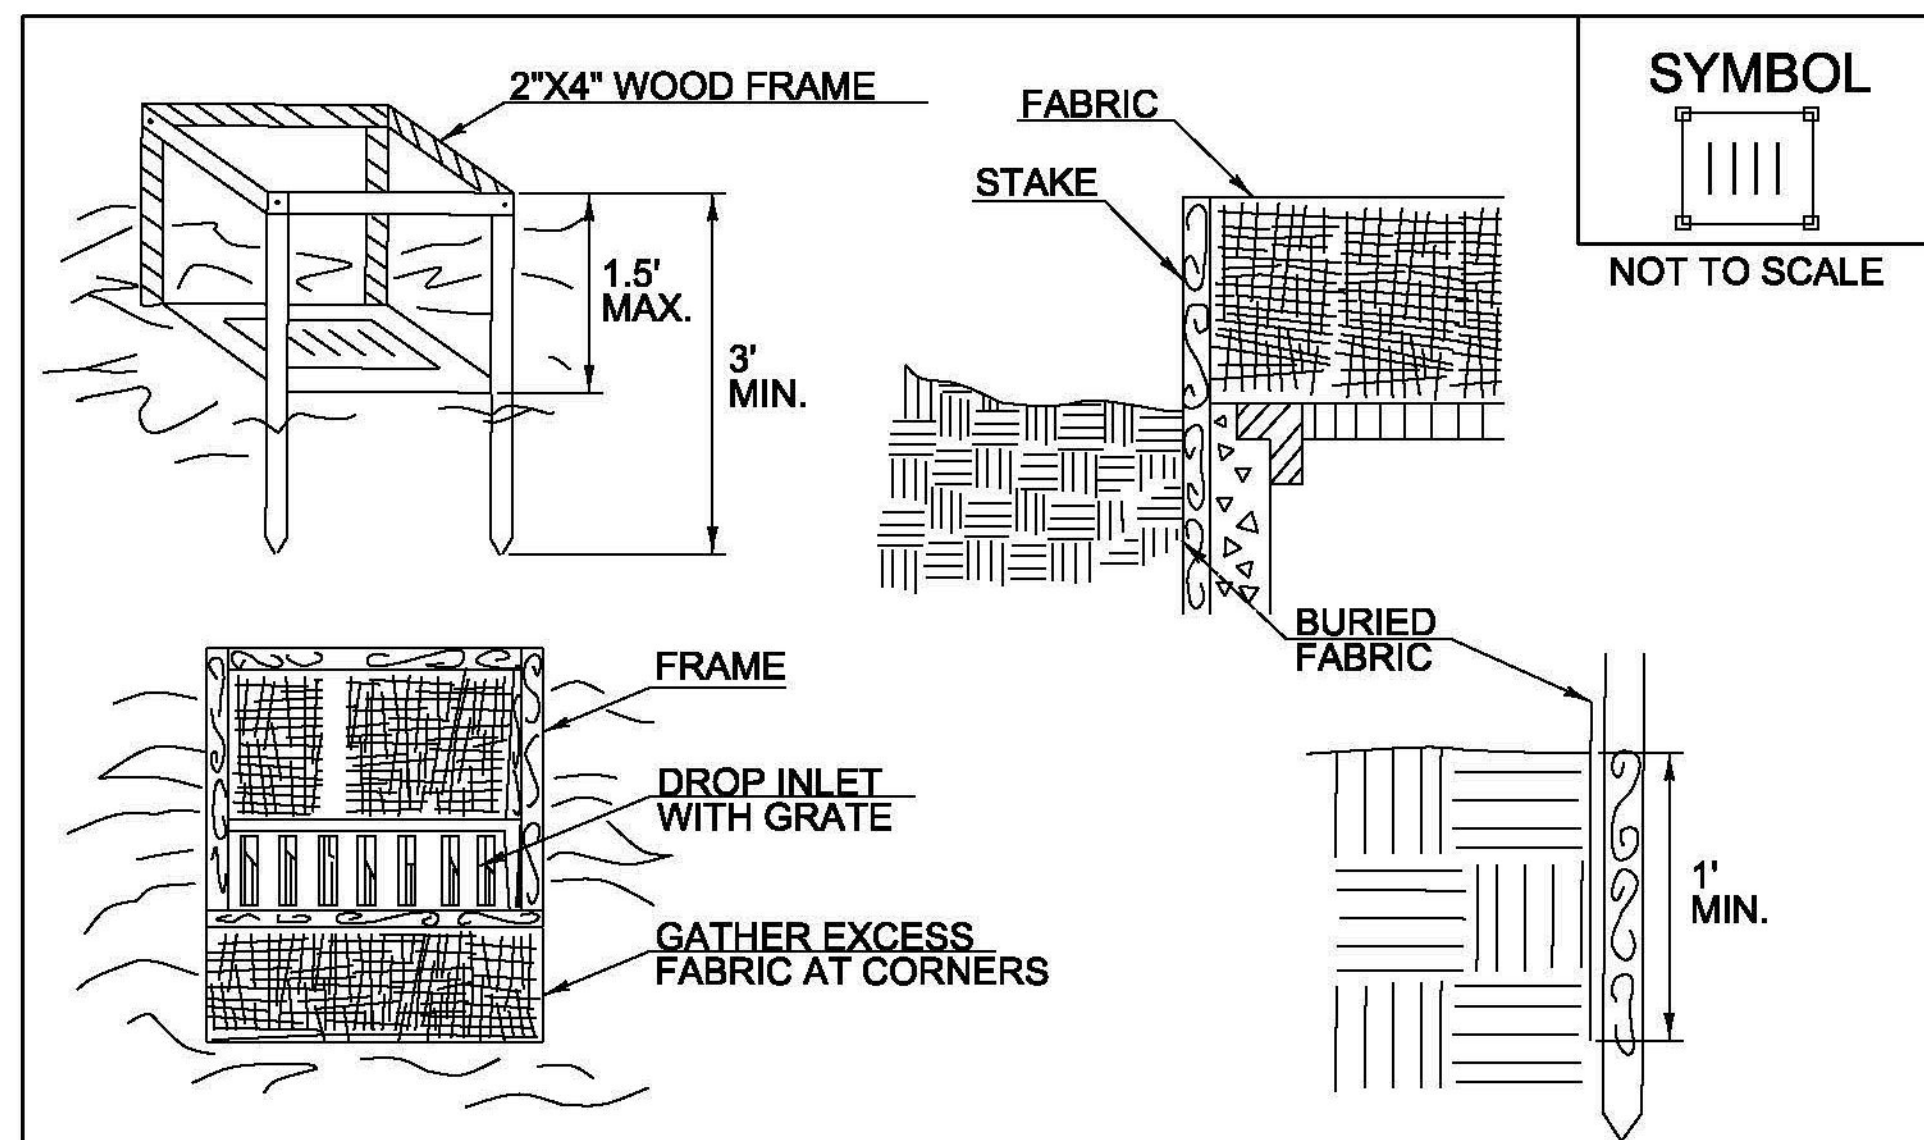 2"X4" WOOD FRAME
1.5'
MAX.
3'
MIN.
FABRIC
STAKE
SYMBOL
NOT TO SCALE
BURIED
FABRIC
FRAME
DROP INLET
WITH GRATE
GATHER EXCESS
FABRIC AT CORNERS
1'
MIN.